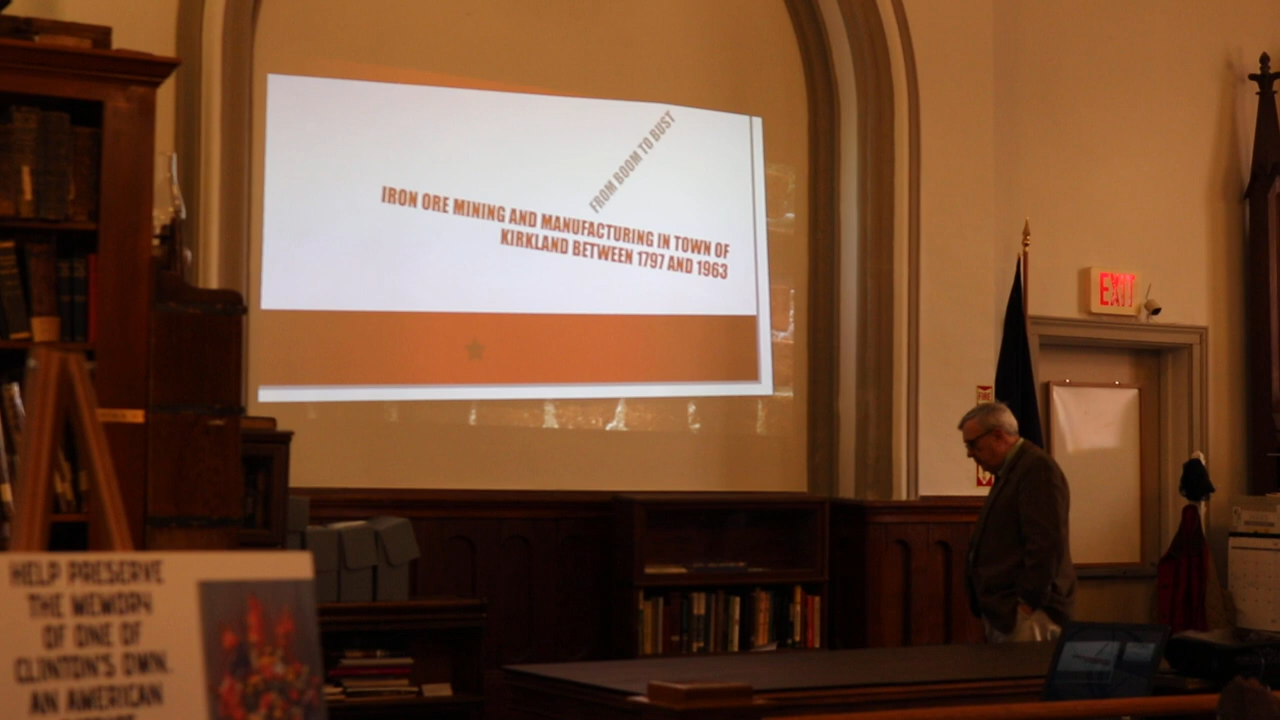 FROM BOOM TO BUST
IRON ORE MINING AND MANUFACTURING IN TOWN OF
KIRKLAND BETWEEN 1797 AND 1963
EXIT
FIRE
HELP PRESERVE
THE MEMORY
OF ONE OF
CLINTON'S OWN.
AN AMERICAN